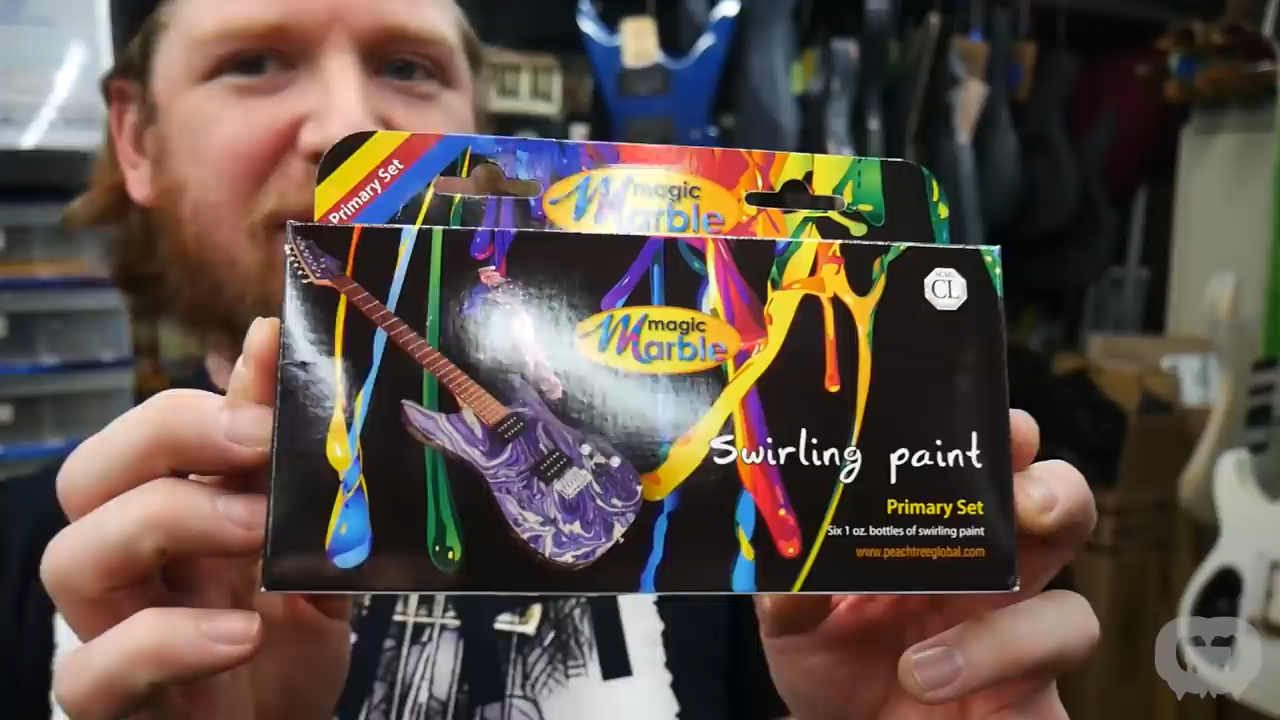 Primary Set
magic
Marble
ACMI
CL
magic
Marble
Swirling paint
Primary Set
Six 1 oz. bottles of swirling paint
www.peachtreeglobal.com